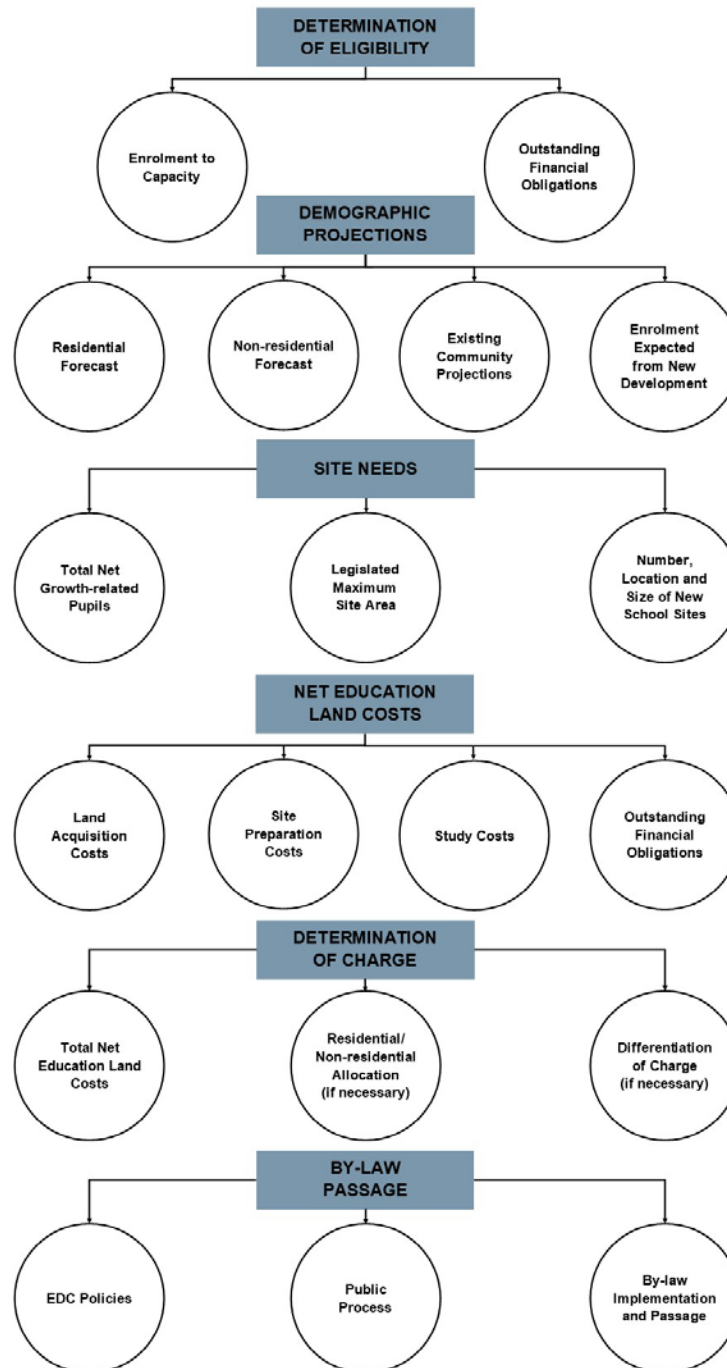 DETERMINATION
OF ELIGIBILITY
Enrolment to
Capacity
Outstanding
Financial
Obligations
DEMOGRAPHIC
PROJECTIONS
Residential
Forecast
Non-residential
Forecast
Existing
Community
Projections
Enrolment
Expected
from New
Development
SITE NEEDS
Total Net
Growth-related
Pupils
Legislated
Maximum
Site Area
Number,
Location and
Size of New
School Sites
NET EDUCATION
LAND COSTS
Land
Acquisition
Costs
Site
Preparation
Costs
Study Costs
Outstanding
Financial
Obligations
DETERMINATION
OF CHARGE
Total Net
Education Land
Costs
Residential/
Non-residential
Allocation
(if necessary)
Differentiation
of Charge
(if necessary)
BY-LAW
PASSAGE
EDC Policies
Public
Process
By-law
Implementation
and Passage